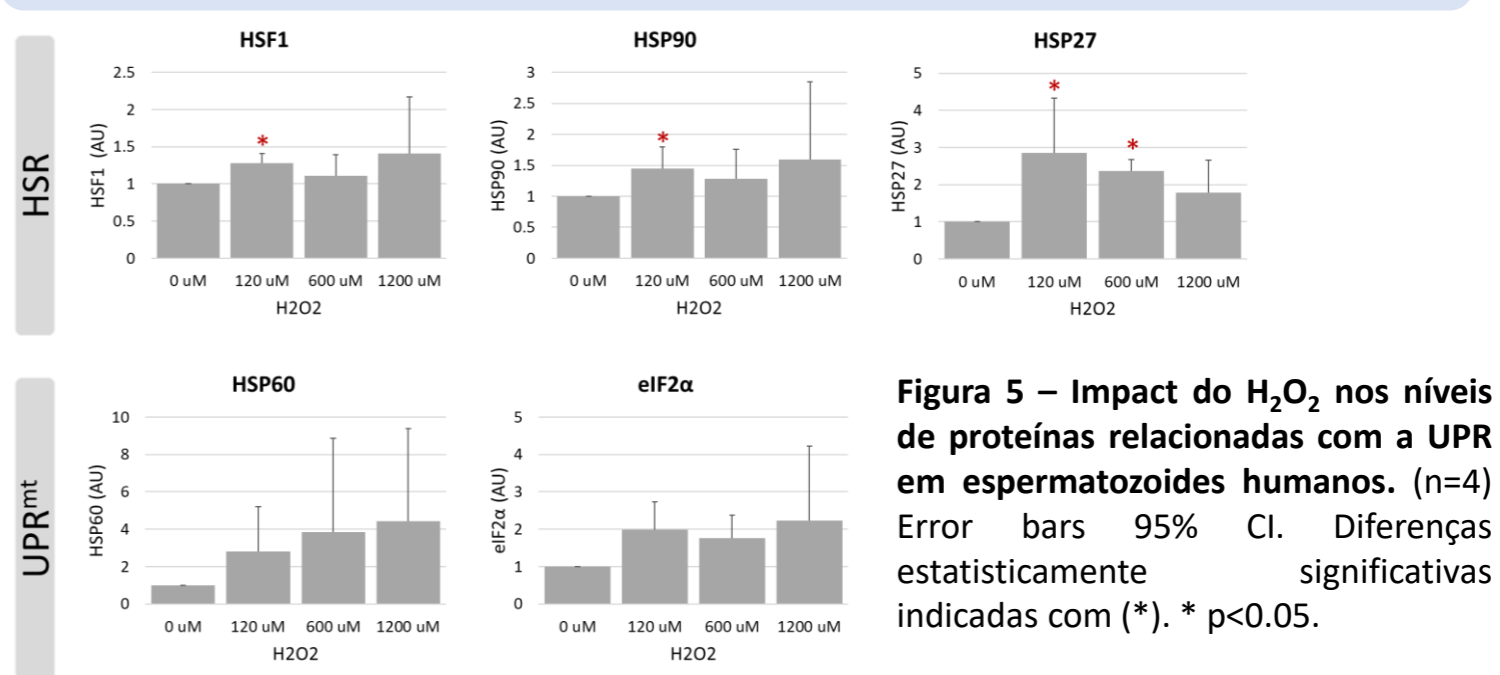 HSR
HSF1
2.5
2
1.5
1
0.5
0
HSF1 (AU)
*
0 uM 120 uM 600 uM 1200 uM
H2O2
HSP90
3
2.5
2
1.5
1
0.5
0
HSP90 (AU)
*
0 uM 120 uM 600 uM 1200 uM
H2O2
HSP27
5
4
3
2
1
0
HSP27 (AU)
*
*
0 uM 120 uM 600 uM 1200 uM
H2O2
UPRmt
HSP60
10
8
6
4
2
0
HSP60 (AU)
0 uM 120 uM 600 uM 1200 uM
H2O2
eIF2α
5
4
3
2
1
0
eIF2α (AU)
0 uM 120 uM 600 uM 1200 uM
H2O2
Figura 5 – Impact do H₂O₂ nos níveis
de proteínas relacionadas com a UPR
em espermatozoides humanos. (n=4)
Error bars 95% CI. Diferenças
estatisticamente significativas
indicadas com (*). * p<0.05.